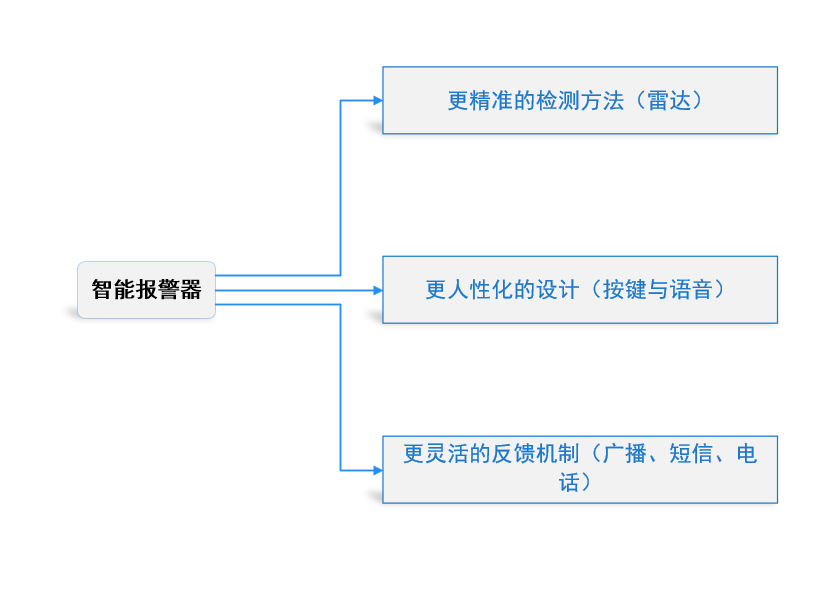 更精准的检测方法（雷达）
智能报警器
更人性化的设计（按键与语音）
更灵活的反馈机制（广播、短信、电
话）